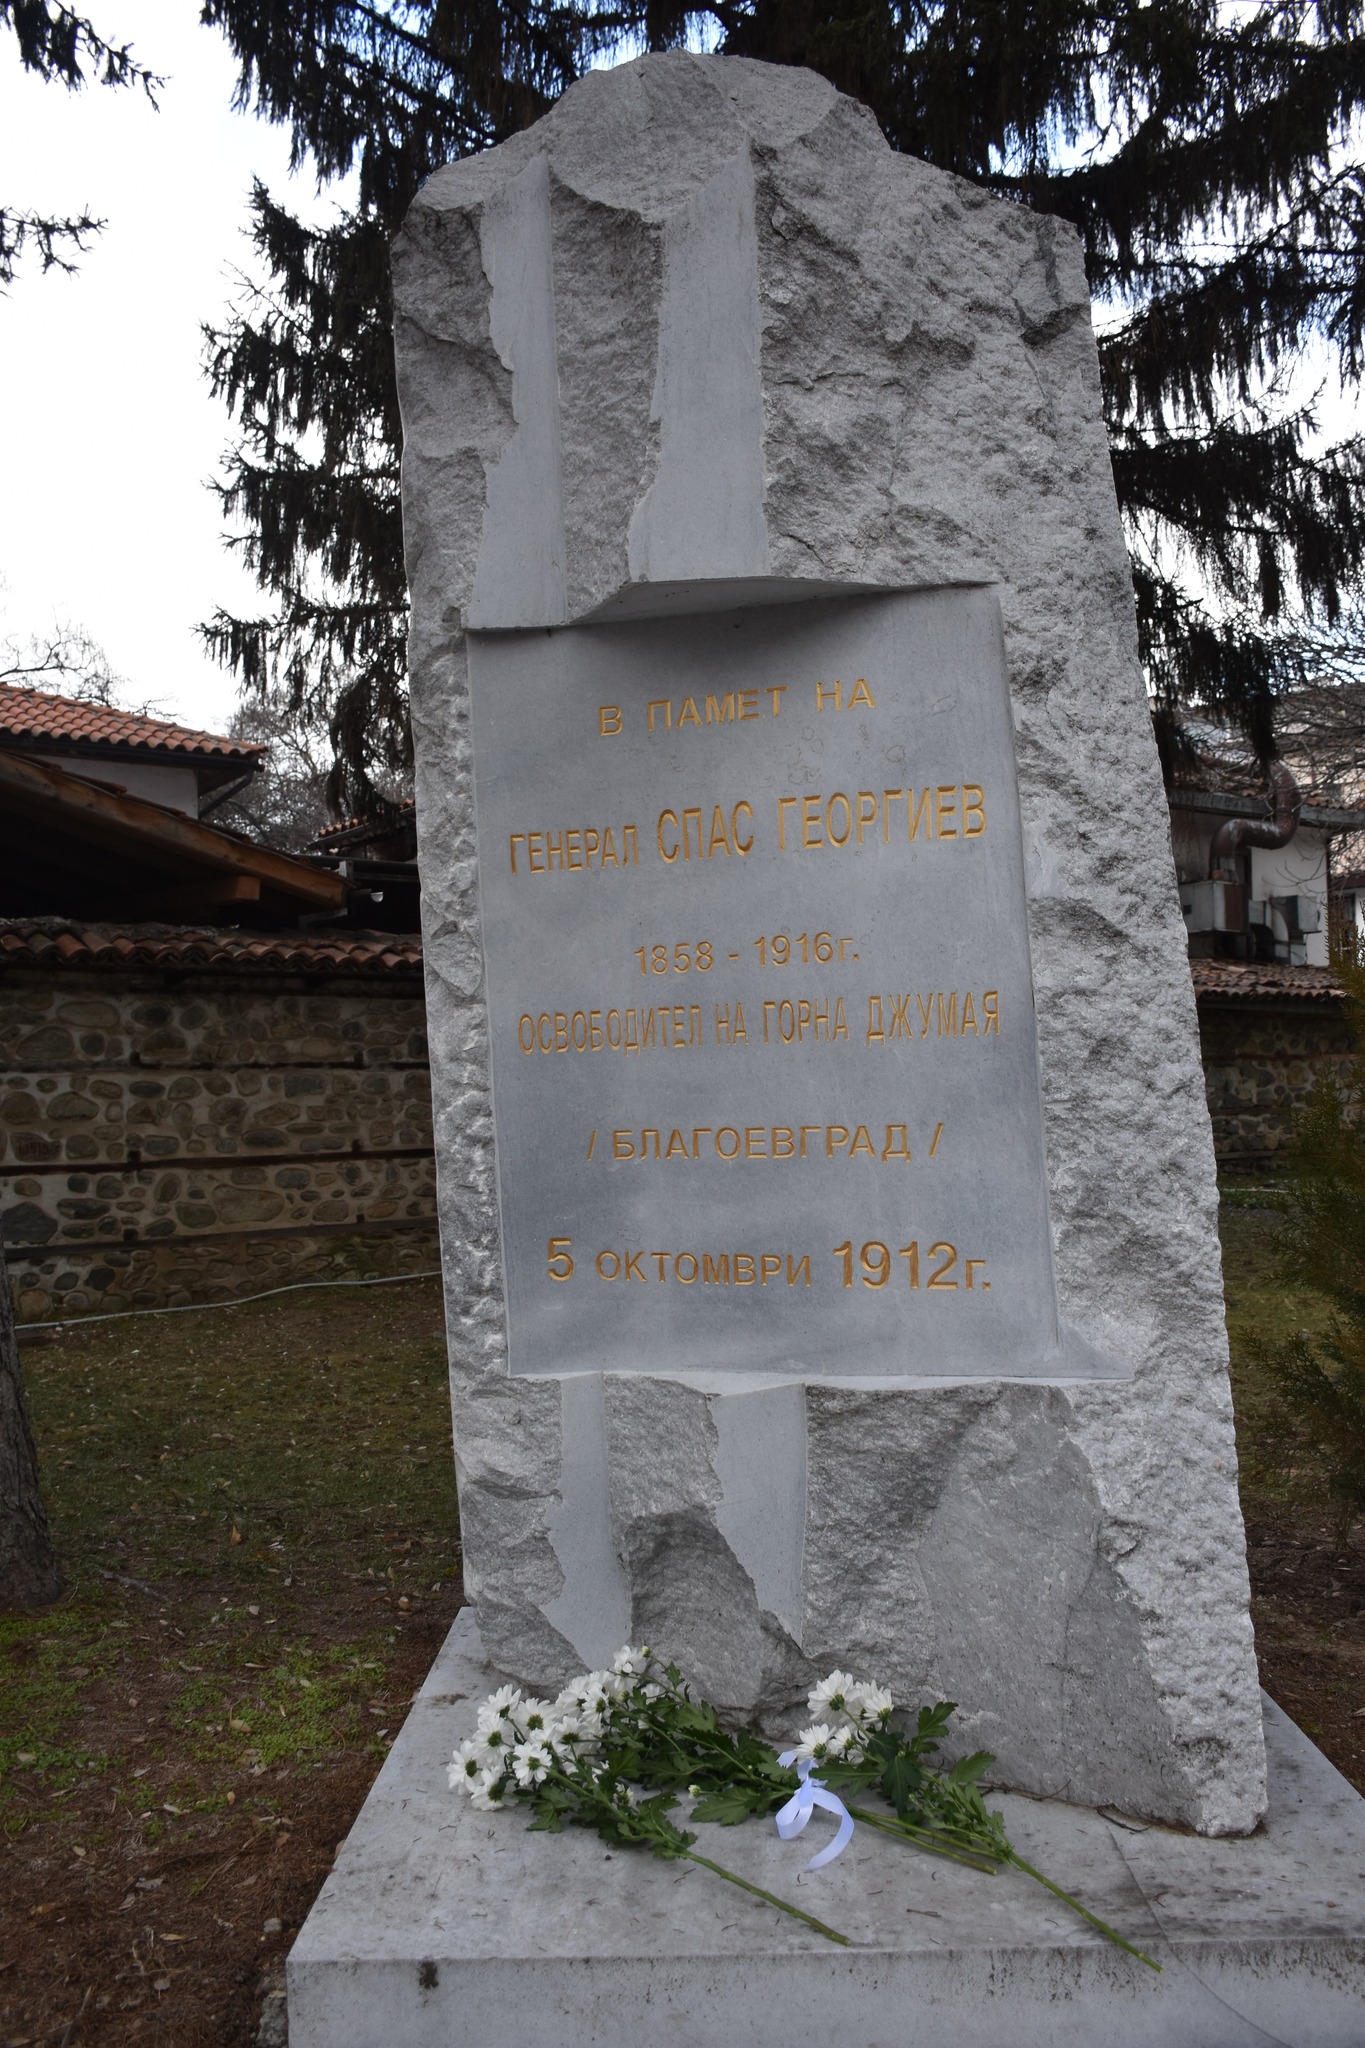 В ПАМЕТ НА
ГЕНЕРАЛ СПАС ГЕОРГИЕВ
1858 - 1916г.
ОСВОБОДИТЕЛ НА ГОРНА ДЖУМАЯ
/ БЛАГОЕВГРАД /
5 ОКТОМВРИ 1912г.